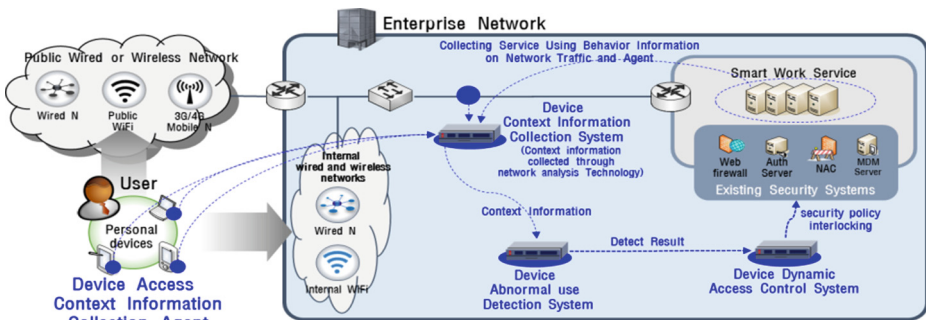 Enterprise Network
Public Wired or Wireless Network
Wired N
Public
WiFi
3G/4G
Mobile N
User
Personal
devices
Device Access
Context Information
Collection Agent
Internal
wired and wireless
networks
Wired N
Internal WiFi
Collecting Service Using Behavior Information
on Network Traffic and Agent
Device
Context Information
Collection System
(Context information
collected through
network analysis Technology)
Context Information
Device
Abnormal use
Detection System
Detect Result
Device Dynamic
Access Control System
security policy
interlocking
Smart Work Service
Web
firewall
Auth
Server
NAC
MDM
Server
Existing Security Systems